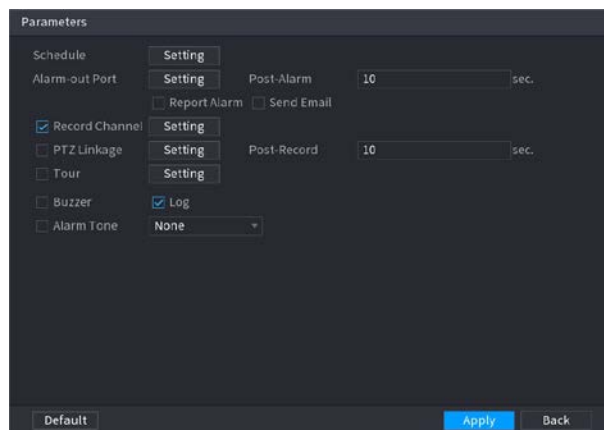 Parameters
Schedule Setting
Alarm-out Port Setting Post-Alarm 10 sec.
Report Alarm Send Email
Record Channel Setting
PTZ Linkage Setting Post-Record 10 sec.
Tour Setting
Buzzer Log
Alarm Tone None
Default Apply Back